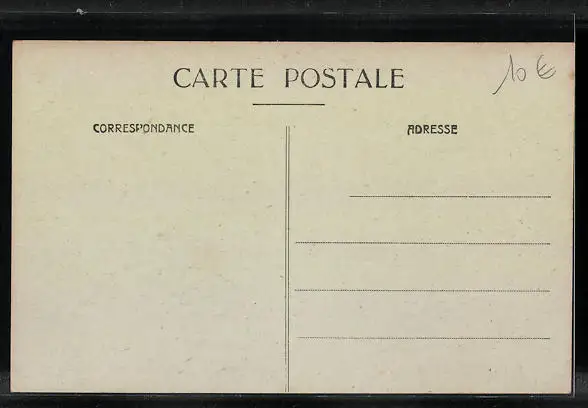 CARTE POSTALE
10 €
CORRESPONDANCE
ADRESSE